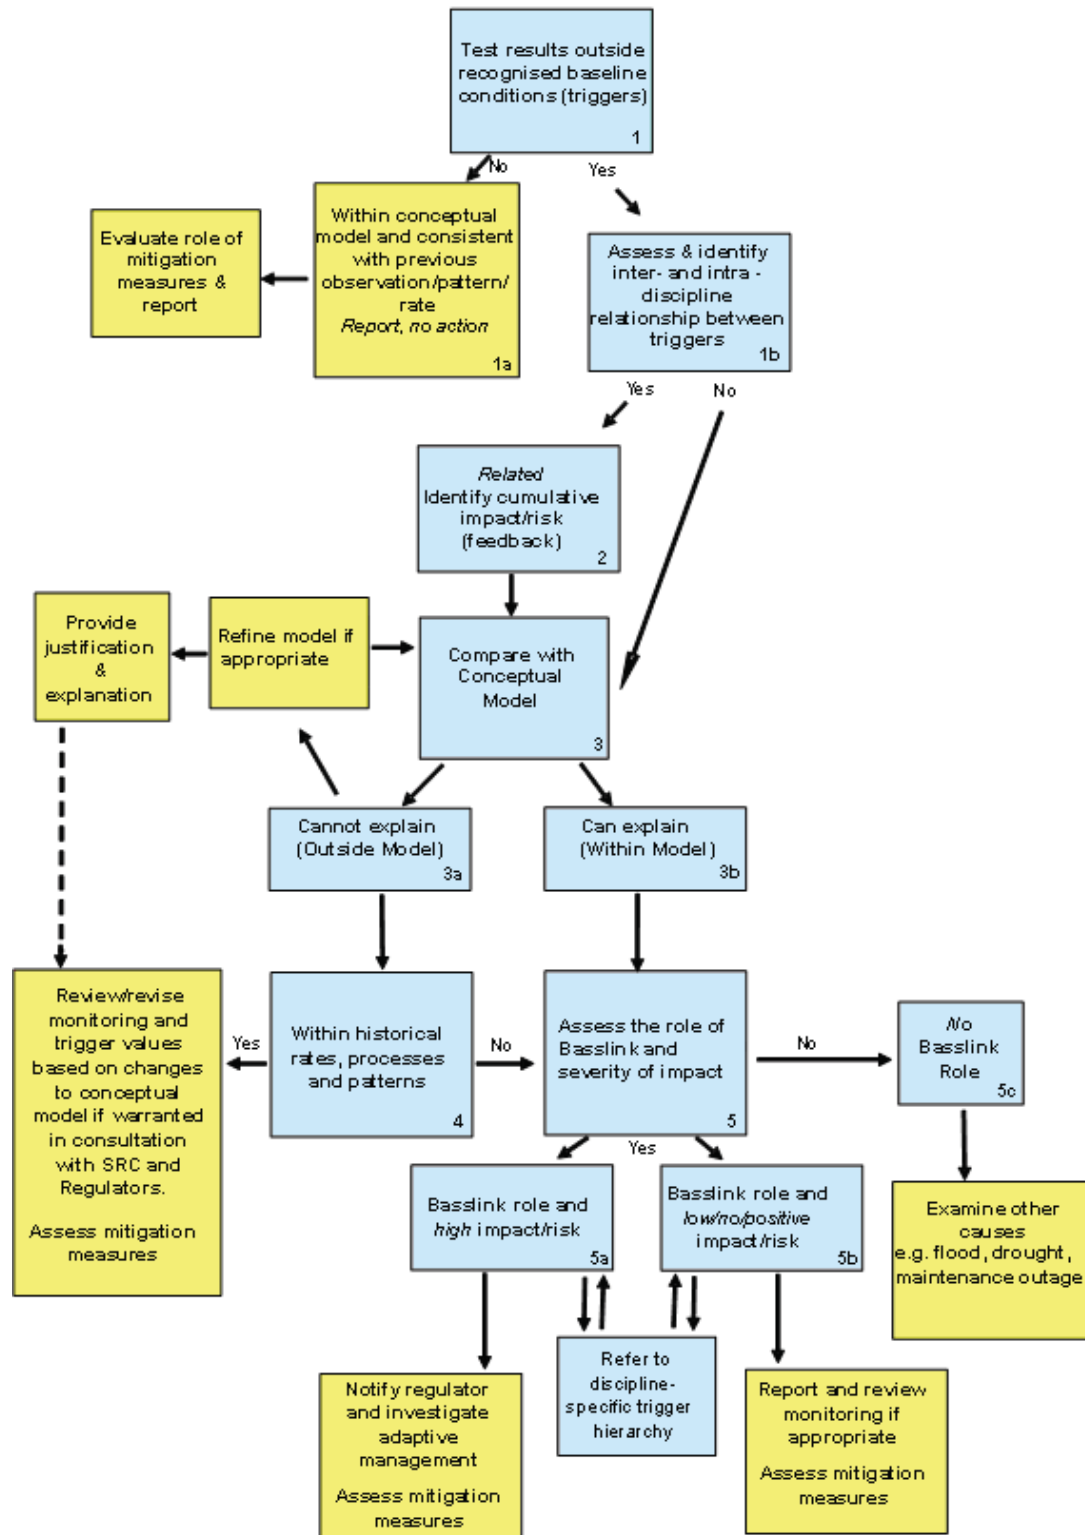 Test results outside
recognised baseline
conditions (triggers)
1
No
Yes
Evaluate role of
mitigation
measures &
report
Within conceptual
model and consistent
with previous
observation/pattern/
rate
Report, no action
1a
Assess & identify
inter- and intra -
discipline
relationship between
triggers
1b
Yes
No
Related
Identify cumulative
impact/risk
(feedback)
2
Provide
justification
&
explanation
Refine model if
appropriate
Compare with
Conceptual
Model
3
Cannot explain
(Outside Model)
3a
Can explain
(Within Model)
3b
Review/revise
monitoring and
trigger values
based on changes
to conceptual
model if warranted
in consultation
with SRC and
Regulators.
Assess mitigation
measures
Yes
Within historical
rates, processes
and patterns
4
No
Assess the role of
Basslink and
severity of impact
5
No
No
Basslink
Role
5c
Yes
Basslink role and
high impact/risk
5a
Basslink role and
low/no/positive
impact/risk
5b
Examine other
causes
e.g. flood, drought,
maintenance outage
Notify regulator
and investigate
adaptive
management
Assess mitigation
measures
Refer to
discipline-
specific trigger
hierarchy
Report and review
monitoring if
appropriate
Assess mitigation
measures